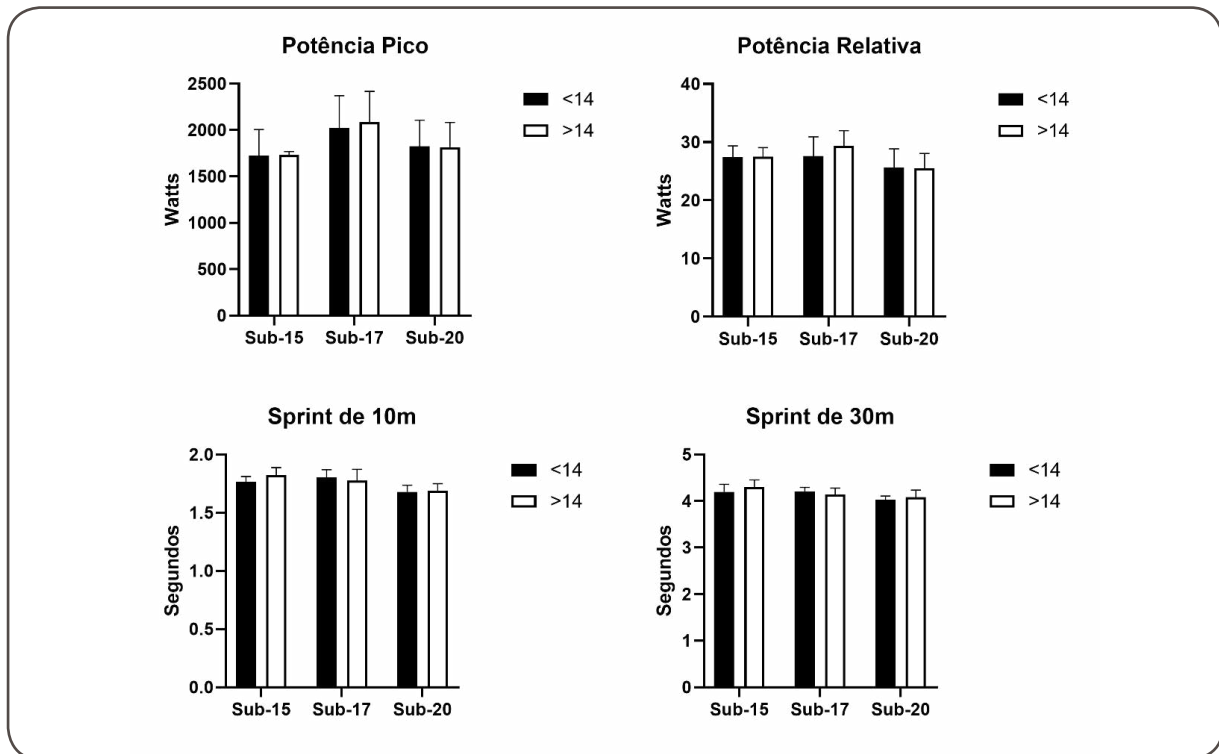 Potência Pico
2500
2000
1500
1000
500
0
Watts
Sub-15 Sub-17 Sub-20
<14
>14
Potência Relativa
40
30
20
10
0
Watts
Sub-15 Sub-17 Sub-20
<14
>14
Sprint de 10m
2.0
1.5
1.0
0.5
0.0
Segundos
Sub-15 Sub-17 Sub-20
<14
>14
Sprint de 30m
5
4
3
2
1
0
Segundos
Sub-15 Sub-17 Sub-20
<14
>14